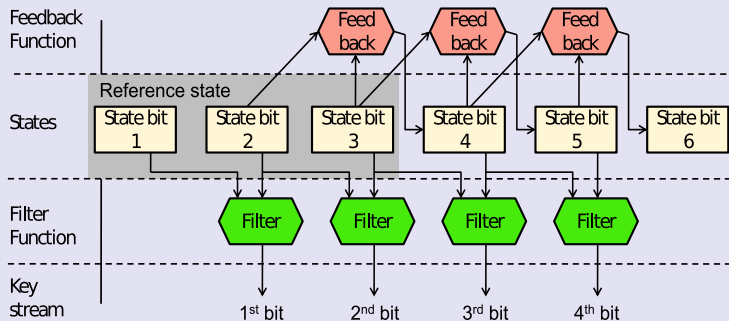 Feedback
Function
Feed
back
Feed
back
Feed
back
Reference state
States
State bit
1
State bit
2
State bit
3
State bit
4
State bit
5
State bit
6
Filter
Function
Filter
Filter
Filter
Filter
Key
stream
1st bit
2nd bit
3rd bit
4th bit